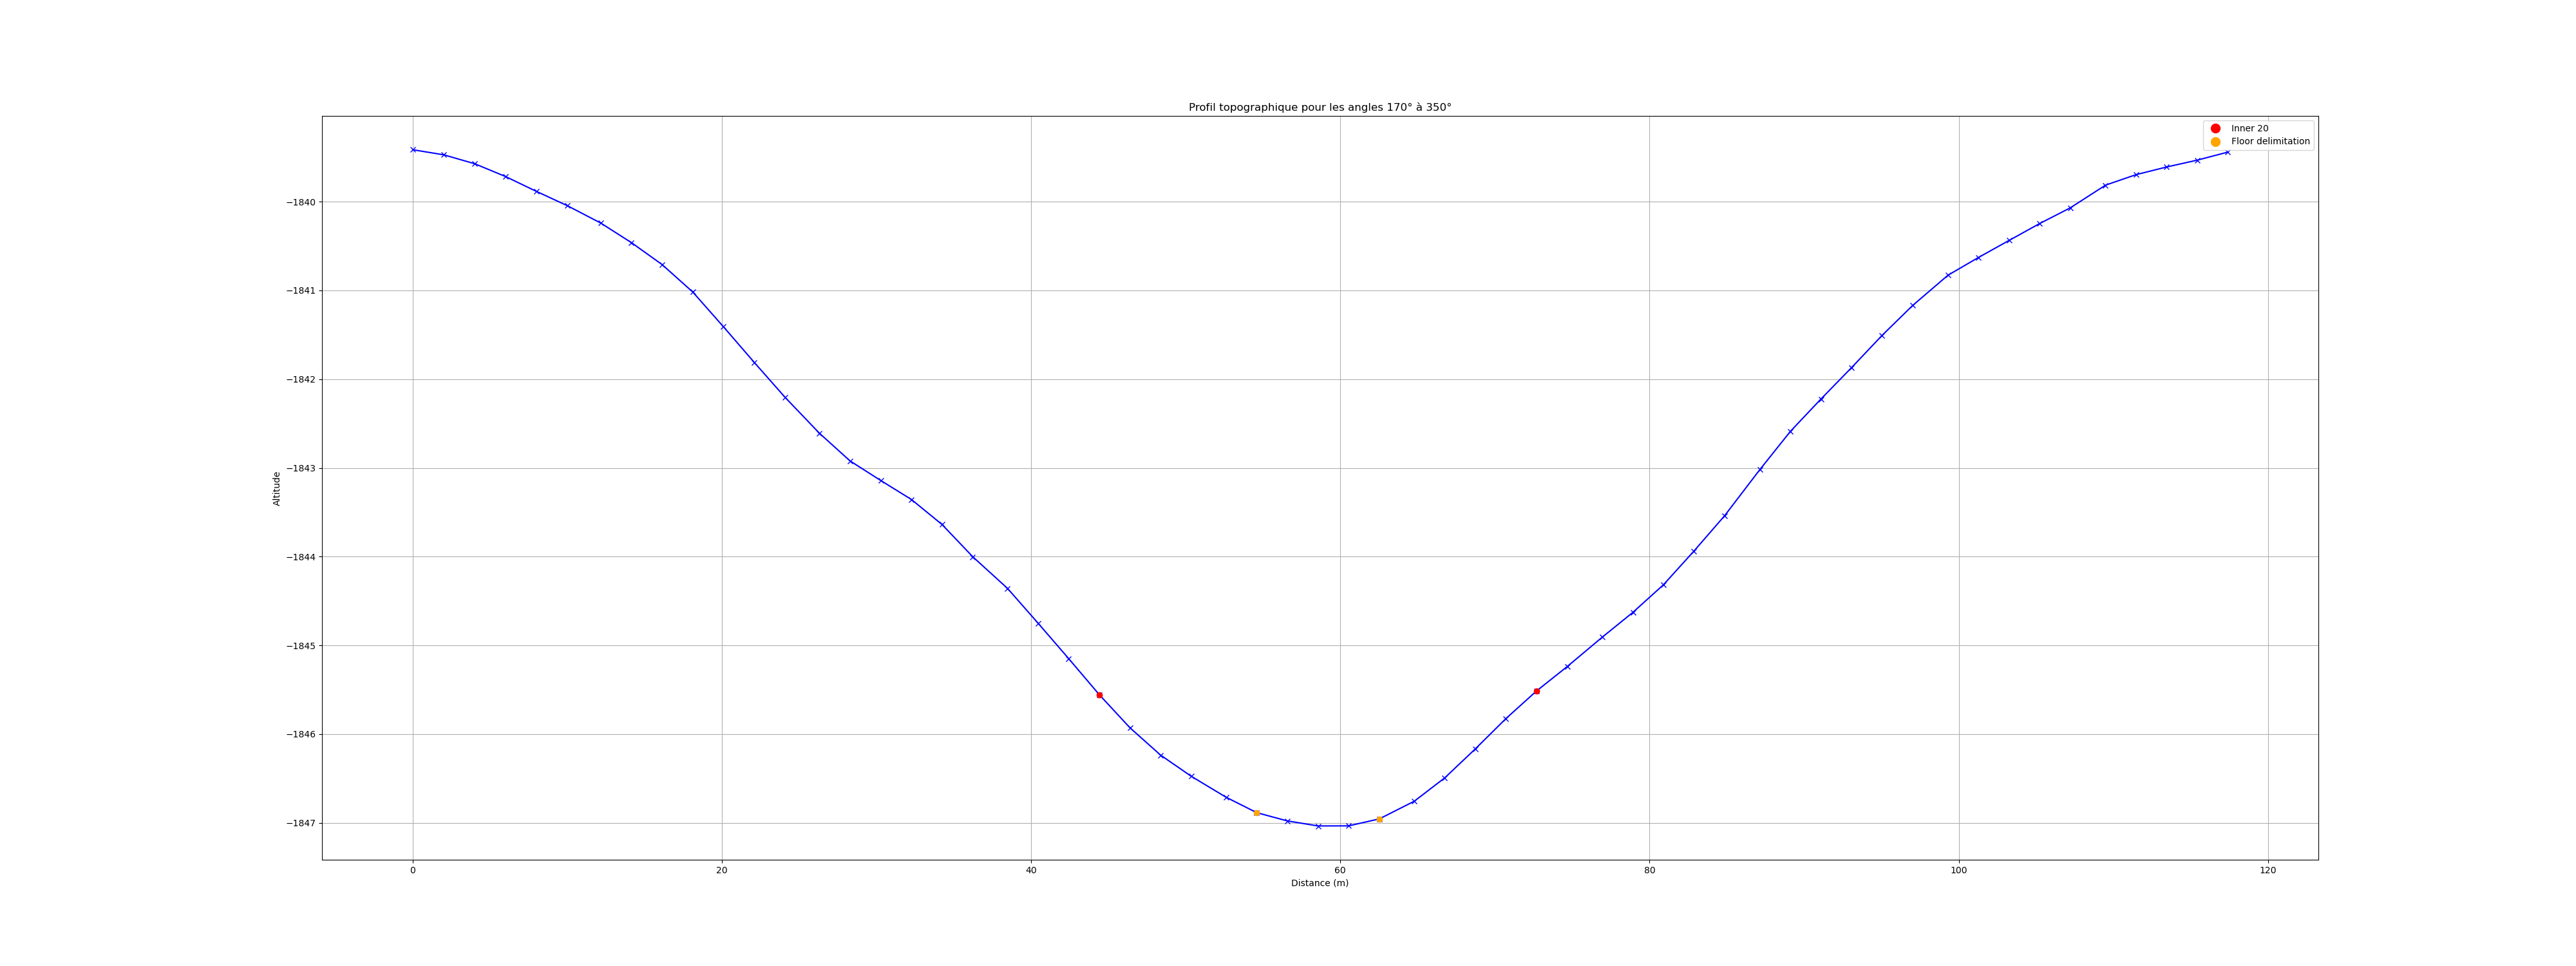 Profil topographique pour les angles 170° à 350°
Inner 20
Floor delimitation
−1840
−1841
−1842
−1843
−1844
−1845
−1846
−1847
Altitude
0 20 40 60 80 100 120
Distance (m)